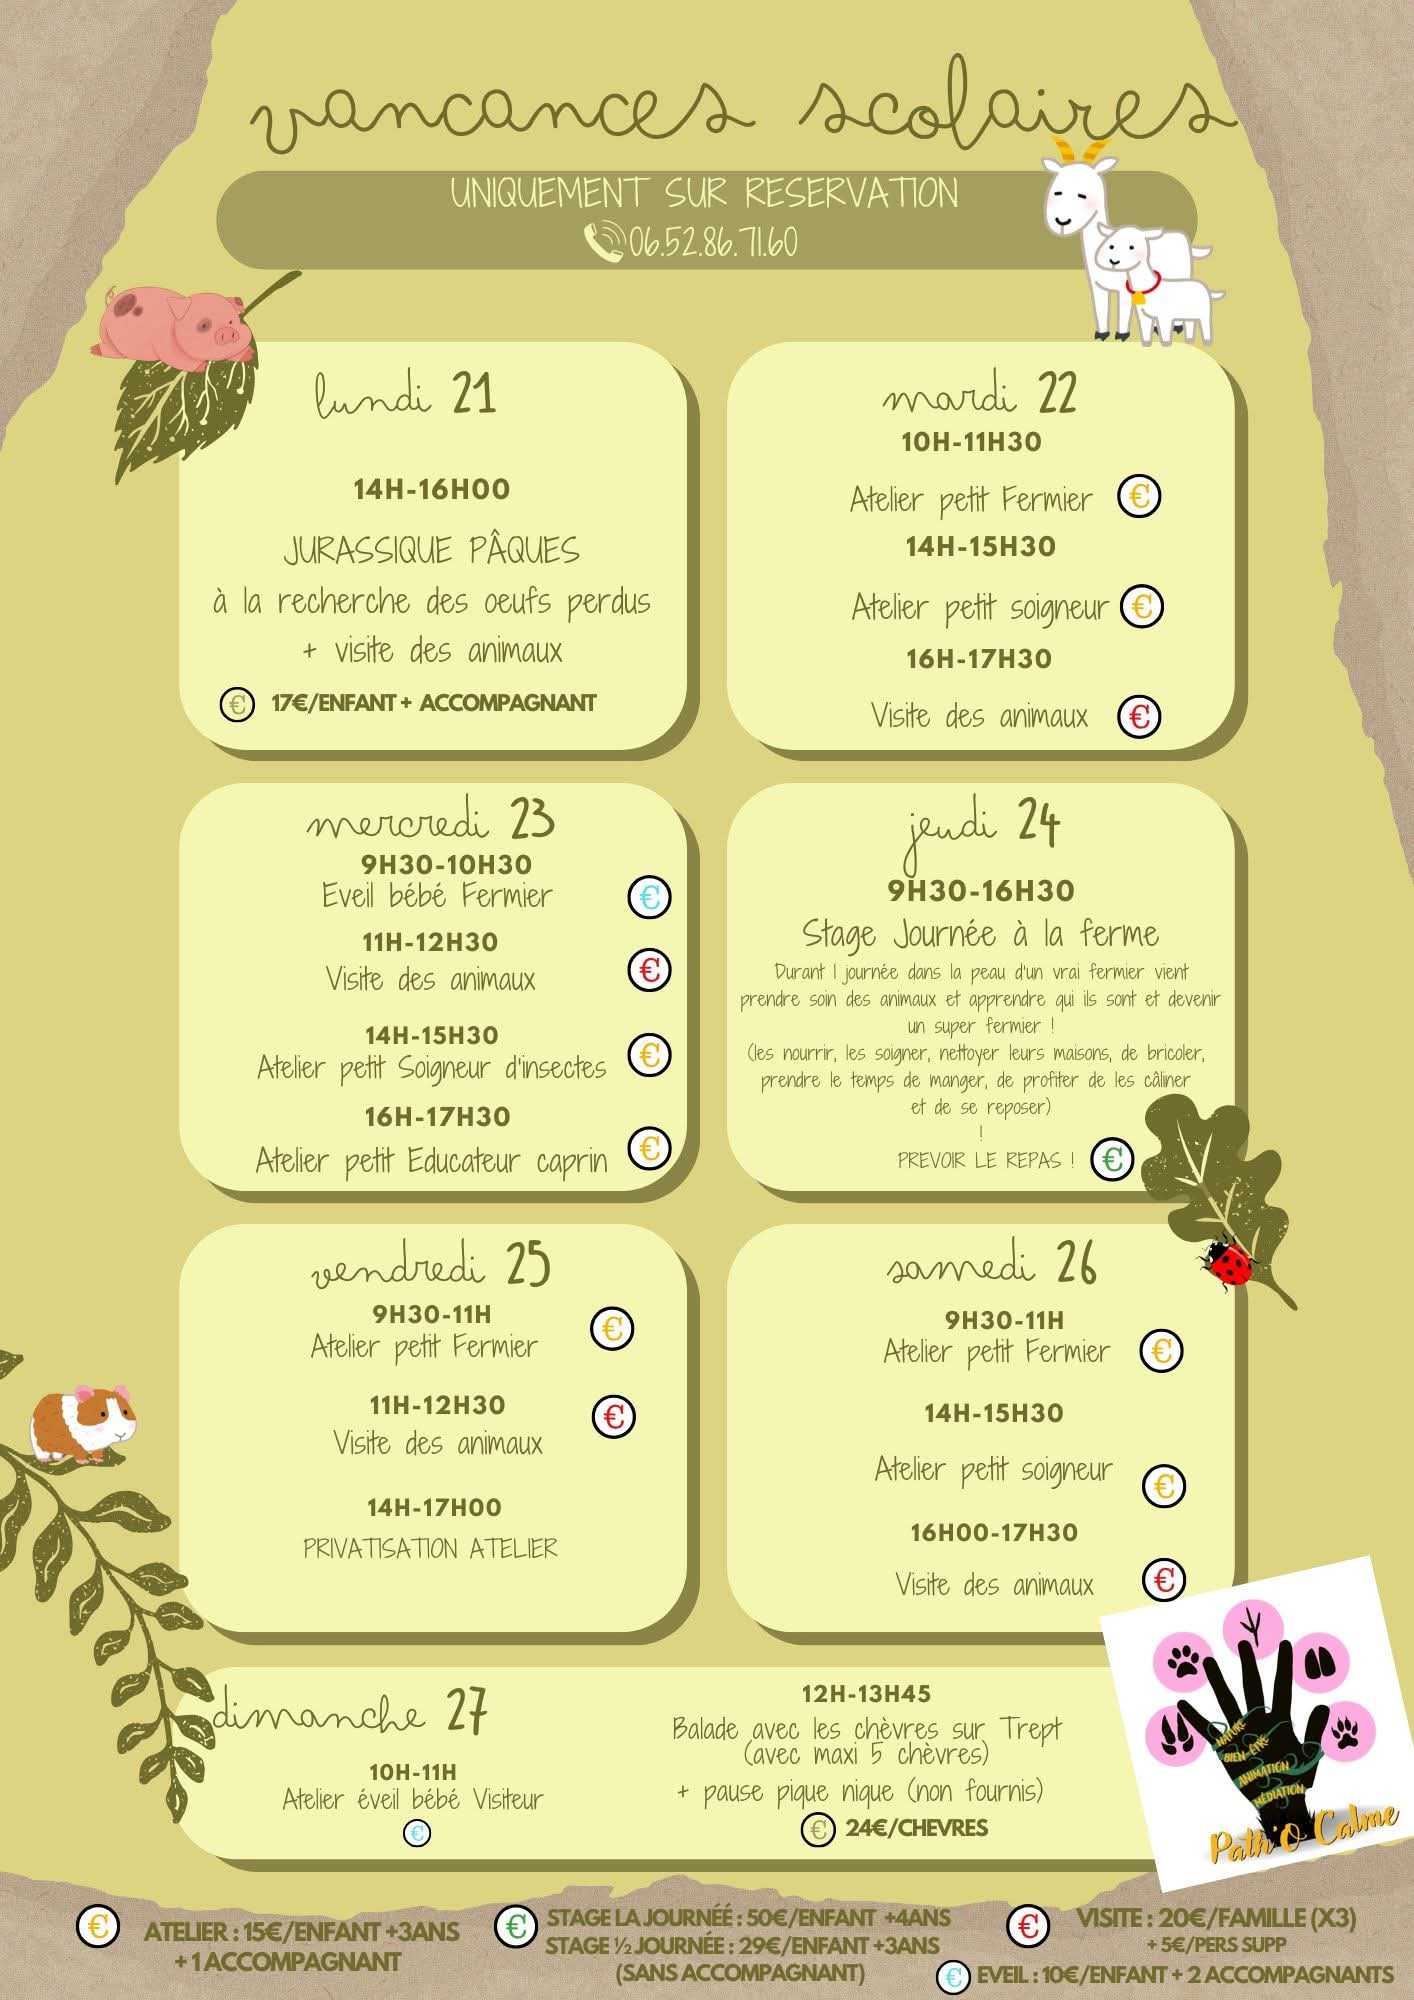 vancances scolaires
UNIQUEMENT SUR RESERVATION
06.52.86.71.60
lundi 21
14H-16H00
JURASSIQUE PÂQUES
à la recherche des oeufs perdus
+ visite des animaux
€ 17€/ENFANT + ACCOMPAGNANT
mardi 22
10H-11H30
Atelier petit Fermier €
14H-15H30
Atelier petit soigneur €
16H-17H30
Visite des animaux €
mercredi 23
9H30-10H30
Eveil bébé Fermier €
11H-12H30
Visite des animaux €
14H-15H30
Atelier petit Soigneur d'insectes €
16H-17H30
Atelier petit Educateur caprin €
jeudi 24
9H30-16H30
Stage Journée à la ferme
Durant 1 journée dans la peau d'un vrai fermier vient
prendre soin des animaux et apprendre qui ils sont et devenir
un super fermier !
(les nourrir, les soigner, nettoyer leurs maisons, de bricoler,
prendre le temps de manger, de profiter de les câliner
et de se reposer)
!
PREVOIR LE REPAS ! €
vendredi 25
9H30-11H
Atelier petit Fermier €
11H-12H30
Visite des animaux €
14H-17H00
PRIVATISATION ATELIER
samedi 26
9H30-11H
Atelier petit Fermier €
14H-15H30
Atelier petit soigneur €
16H00-17H30
Visite des animaux €
dimanche 27
10H-11H
Atelier éveil bébé Visiteur
€
12H-13H45
Balade avec les chèvres sur Trept
(avec maxi 5 chèvres)
+ pause pique nique (non fournis)
€ 24€/CHEVRES
NATURE
BIEN-ETRE
ANIMATION
MEDIATION
Path'O Calme
€ ATELIER : 15€/ENFANT +3ANS
+ 1 ACCOMPAGNANT
€ STAGE LA JOURNÉÉ : 50€/ENFANT +4ANS
STAGE ½ JOURNÉE : 29€/ENFANT +3ANS
(SANS ACCOMPAGNANT)
€ VISITE : 20€/FAMILLE (X3)
+ 5€/PERS SUPP
€ EVEIL : 10€/ENFANT + 2 ACCOMPAGNANTS